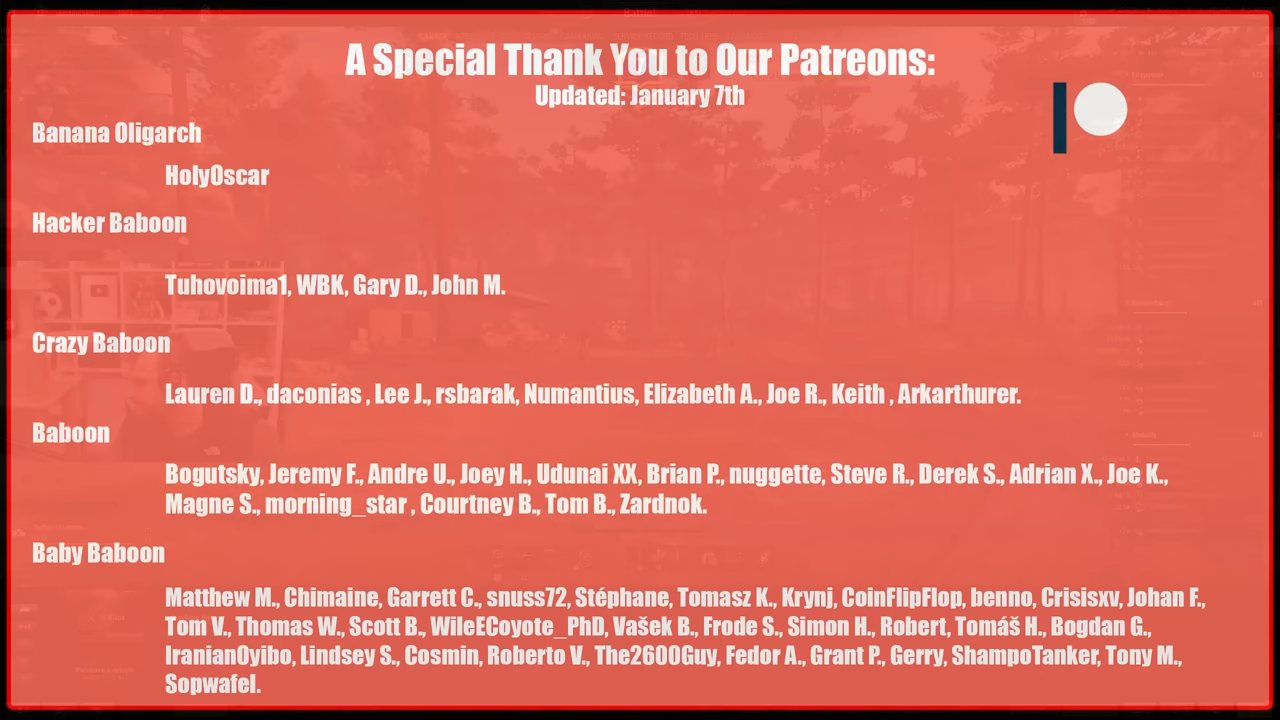 A Special Thank You to Our Patreons:
Updated: January 7th
Banana Oligarch
HolyOscar
Hacker Baboon
Tuhovoima1, WBK, Gary D., John M.
Crazy Baboon
Lauren D., daconias , Lee J., rsbarak, Numantius, Elizabeth A., Joe R., Keith , Arkarthurer.
Baboon
Bogutsky, Jeremy F., Andre U., Joey H., Udunai XX, Brian P., nuggette, Steve R., Derek S., Adrian X., Joe K.,
Magne S., morning_star , Courtney B., Tom B., Zardnok.
Baby Baboon
Matthew M., Chimaine, Garrett C., snuss72, Stéphane, Tomasz K., Krynj, CoinFlipFlop, benno, Crisisxv, Johan F.,
Tom V., Thomas W., Scott B., WileECoyote_PhD, Vašek B., Frode S., Simon H., Robert, Tomáš H., Bogdan G.,
IranianOyibo, Lindsey S., Cosmin, Roberto V., The2600Guy, Fedor A., Grant P., Gerry, ShampoTanker, Tony M.,
Sopwafel.